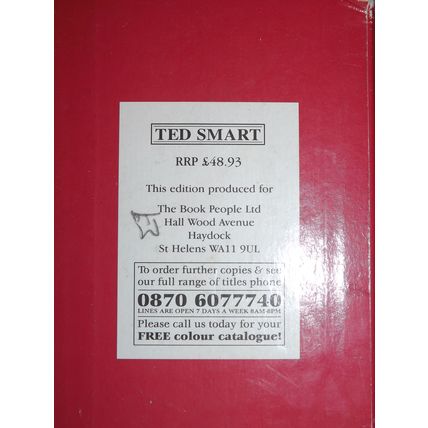 TED SMART
RRP £48.93
This edition produced for
The Book People Ltd
Hall Wood Avenue
Haydock
St Helens WA11 9UL
To order further copies & see
our full range of titles phone
0870 6077740
LINES ARE OPEN 7 DAYS A WEEK 8AM-8PM
Please call us today for your
FREE colour catalogue!